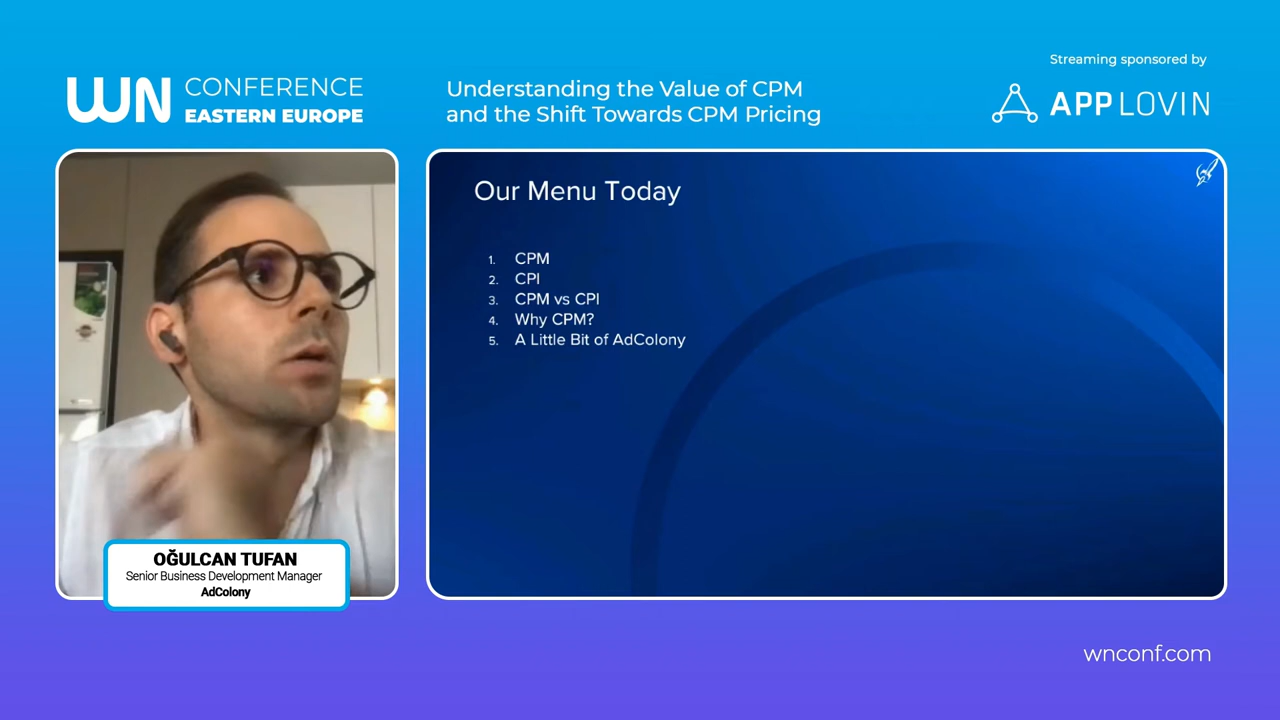 WN CONFERENCE
EASTERN EUROPE
Understanding the Value of CPM
and the Shift Towards CPM Pricing
Streaming sponsored by
APPLOVIN
Our Menu Today
1. CPM
2. CPI
3. CPM vs CPI
4. Why CPM?
5. A Little Bit of AdColony
OĞULCAN TUFAN
Senior Business Development Manager
AdColony
wnconf.com